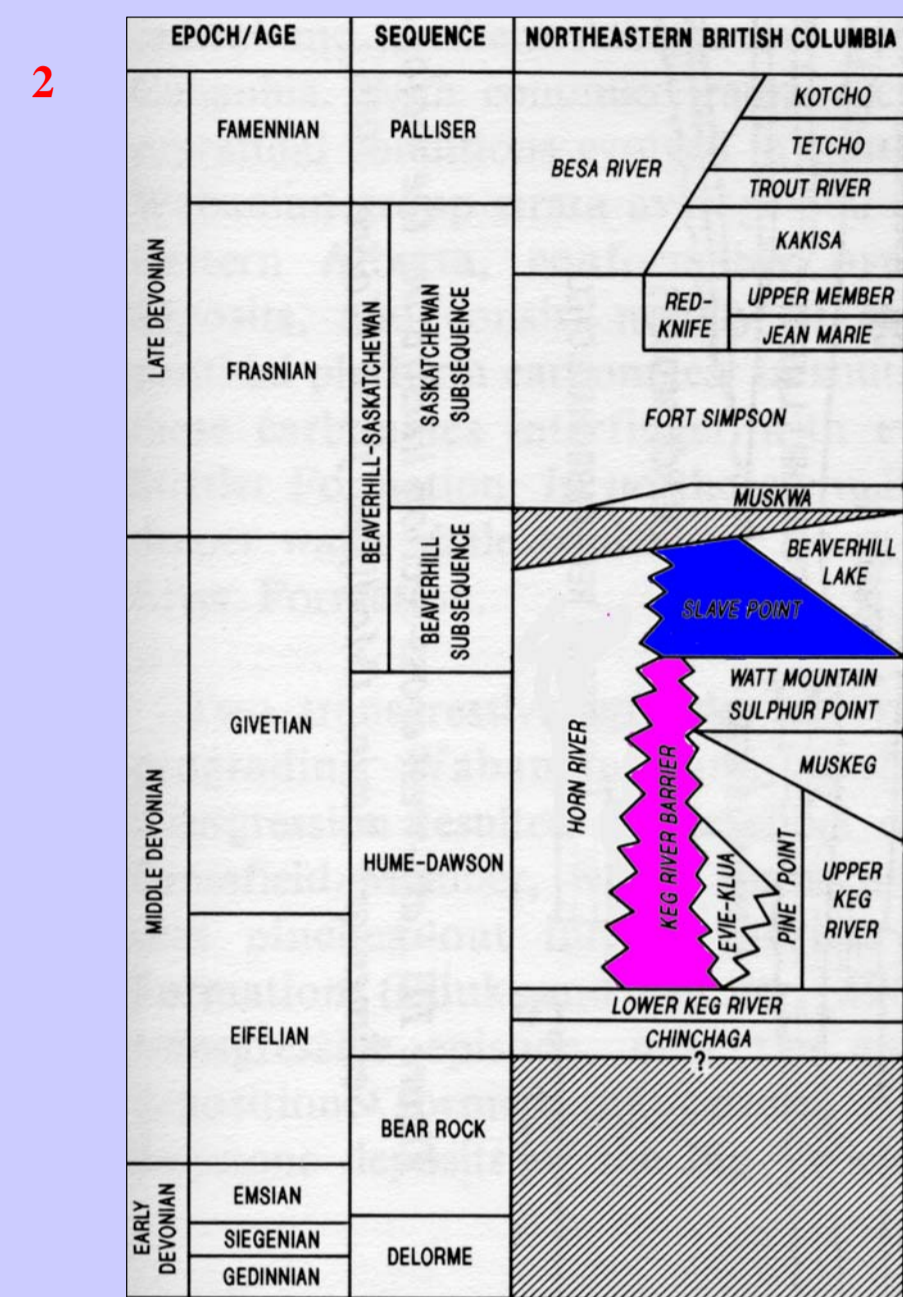 2
EPOCH/AGE
SEQUENCE
NORTHEASTERN BRITISH COLUMBIA
LATE DEVONIAN
FAMENNIAN
PALLISER
BESA RIVER
KOTCHO
TETCHO
TROUT RIVER
KAKISA
FRASNIAN
BEAVERHILL-SASKATCHEWAN
SASKATCHEWAN
SUBSEQUENCE
RED-
KNIFE
UPPER MEMBER
JEAN MARIE
FORT SIMPSON
MUSKWA
BEAVERHILL
SUBSEQUENCE
BEAVERHILL
LAKE
SLAVE POINT
MIDDLE DEVONIAN
GIVETIAN
HUME-DAWSON
HORN RIVER
KEG RIVER BARRIER
WATT MOUNTAIN
SULPHUR POINT
MUSKEG
EVIE-KLUA
PINE POINT
UPPER
KEG
RIVER
LOWER KEG RIVER
EIFELIAN
CHINCHAGA
?
BEAR ROCK
EARLY
DEVONIAN
EMSIAN
SIEGENIAN
GEDINNIAN
DELORME